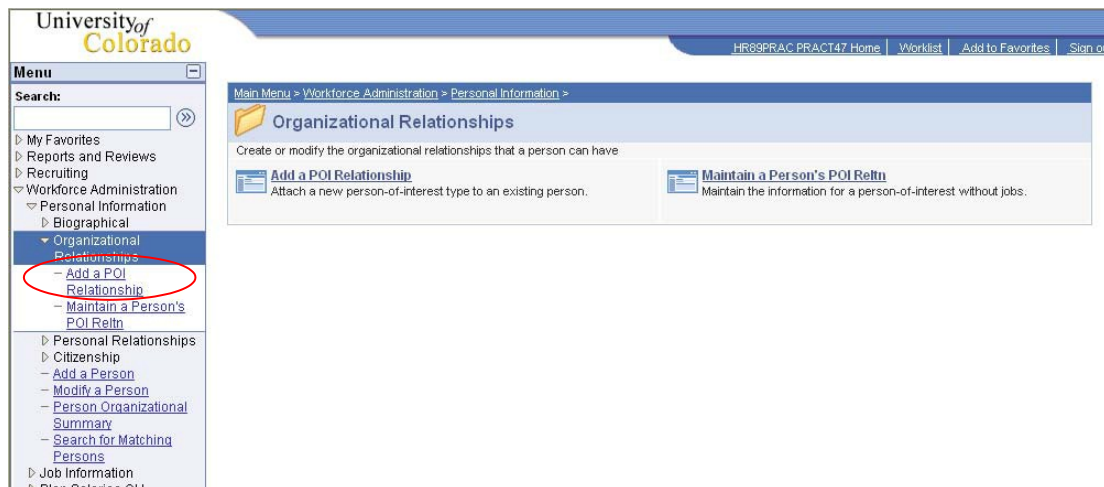 University of
Colorado
HR89PRAC PRACT47 Home Worklist Add to Favorites Sign
Menu
Search:
My Favorites
Reports and Reviews
Recruiting
Workforce Administration
Personal Information
Biographical
Organizational
Relationships
– Add a POI
Relationship
– Maintain a Person's
POI Reltn
Personal Relationships
Citizenship
– Add a Person
– Modify a Person
– Person Organizational
Summary
– Search for Matching
Persons
Job Information
Main Menu > Workforce Administration > Personal Information >
Organizational Relationships
Create or modify the organizational relationships that a person can have
Add a POI Relationship
Attach a new person-of-interest type to an existing person.
Maintain a Person's POI Reltn
Maintain the information for a person-of-interest without jobs.